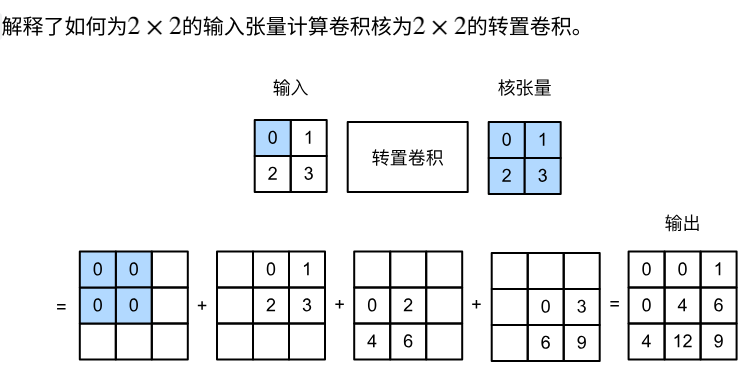 解释了如何为2 × 2的输入张量计算卷积核为2 × 2的转置卷积。
输入 核张量
0 1 转置卷积 0 1
2 3 2 3
输出
0 0 0 1 0 0 1
= 0 0 + 2 3 + 0 2 + 0 3 = 0 4 6
4 6 6 9 4 12 9